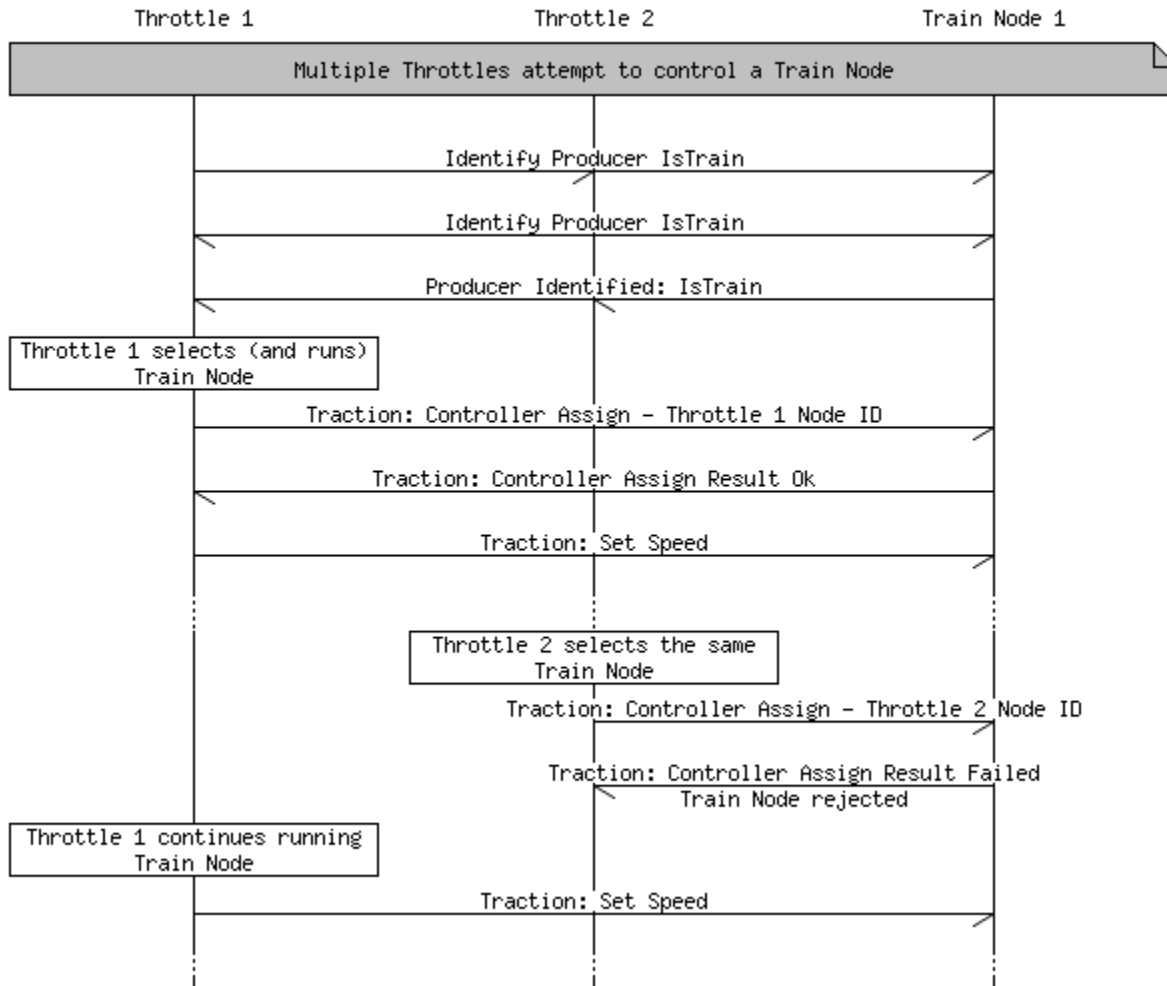 Throttle 1
Throttle 2
Train Node 1
Multiple Throttles attempt to control a Train Node
Identify Producer IsTrain
Identify Producer IsTrain
Producer Identified: IsTrain
Throttle 1 selects (and runs)
Train Node
Traction: Controller Assign - Throttle 1 Node ID
Traction: Controller Assign Result Ok
Traction: Set Speed
Throttle 2 selects the same
Train Node
Traction: Controller Assign - Throttle 2 Node ID
Traction: Controller Assign Result Failed
Train Node rejected
Throttle 1 continues running
Train Node
Traction: Set Speed